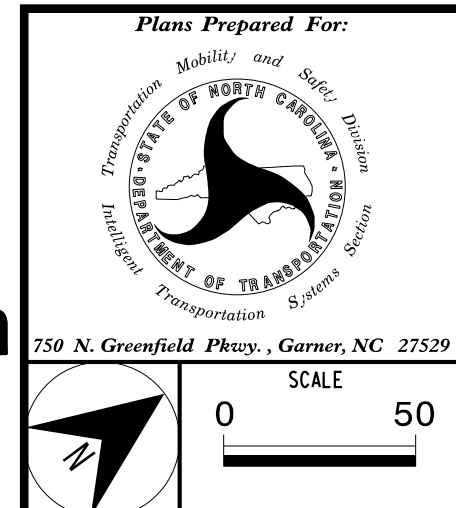 Plans Prepared For:
Transportation Mobility and Safety Division
STATE OF NORTH CAROLINA
DEPARTMENT OF TRANSPORTATION
Intelligent Transportation Systems Section
750 N. Greenfield Pkwy. , Garner, NC 27529
SCALE
0 50
N